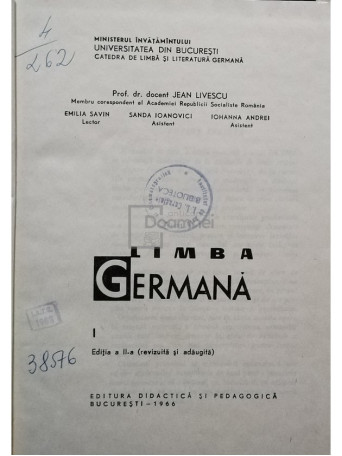 4
262
MINISTERUL ÎNVĂȚĂMÎNTULUI
UNIVERSITATEA DIN BUCUREȘTI
CATEDRA DE LIMBĂ ȘI LITERATURĂ GERMANĂ
Prof. dr. docent JEAN LIVESCU
Membru corespondent al Academiei Republicii Socialiste România
EMILIA SAVIN SANDA IOANOVICI IOHANNA ANDREI
Lector Asistent Asistent
BIBLIOTECA
LIMBA
GERMANĂ
I
Ediția a II-a (revizuită și adăugită)
38576
EDITURA DIDACTICĂ ȘI PEDAGOGICĂ
BUCUREȘTI — 1966